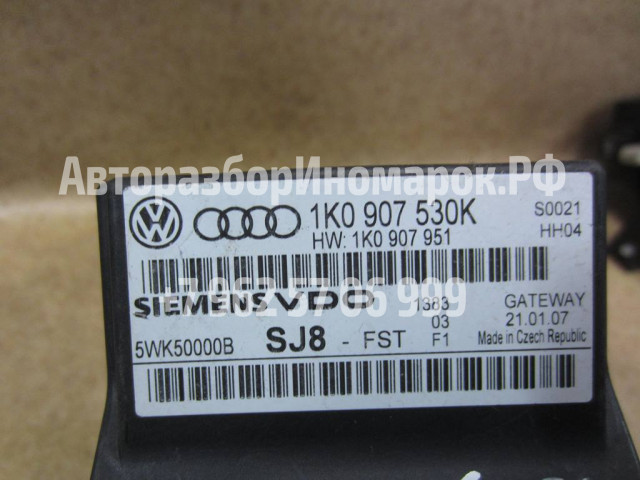 АвторазборИномарок.РФ
1K0 907 530K S0021
HW: 1K0 907 951 HH04
SIEMENS VDO 1383 GATEWAY
03 21.01.07
5WK50000B SJ8 - FST F1 Made in Czech Republic